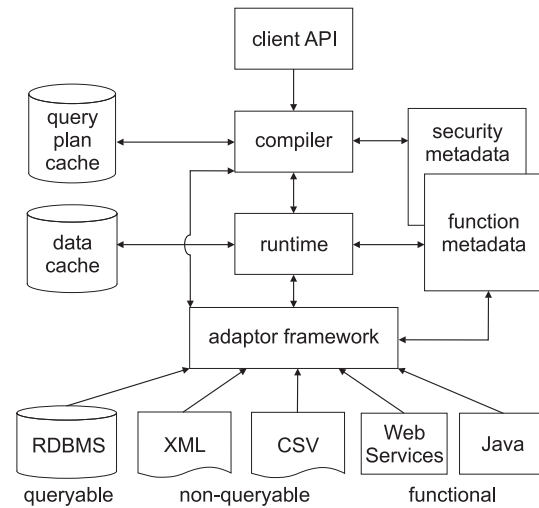 client API
query
plan
cache
compiler
security
metadata
data
cache
runtime
function
metadata
adaptor framework
RDBMS
XML
CSV
Web
Services
Java
queryable
non-queryable
functional